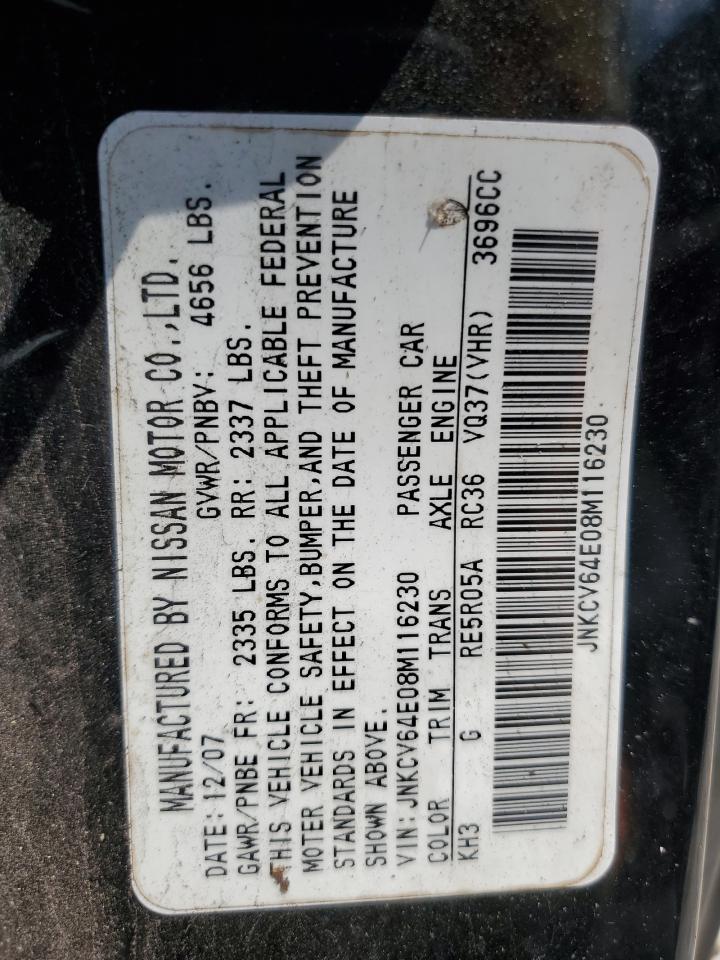 MANUFACTURED BY NISSAN MOTOR CO.,LTD.
DATE: 12/07 GVWR/PNBV: 4656 LBS.
GAWR/PNBE FR: 2335 LBS. RR: 2337 LBS.
THIS VEHICLE CONFORMS TO ALL APPLICABLE FEDERAL
MOTER VEHICLE SAFETY,BUMPER,AND THEFT PREVENTION
STANDARDS IN EFFECT ON THE DATE OF MANUFACTURE
SHOWN ABOVE.
VIN: JNKCV64E08M116230 PASSENGER CAR
COLOR TRIM TRANS AXLE ENGINE
KH3 G RE5R05A RC36 VQ37(VHR) 3696CC
JNKCV64E08M116230